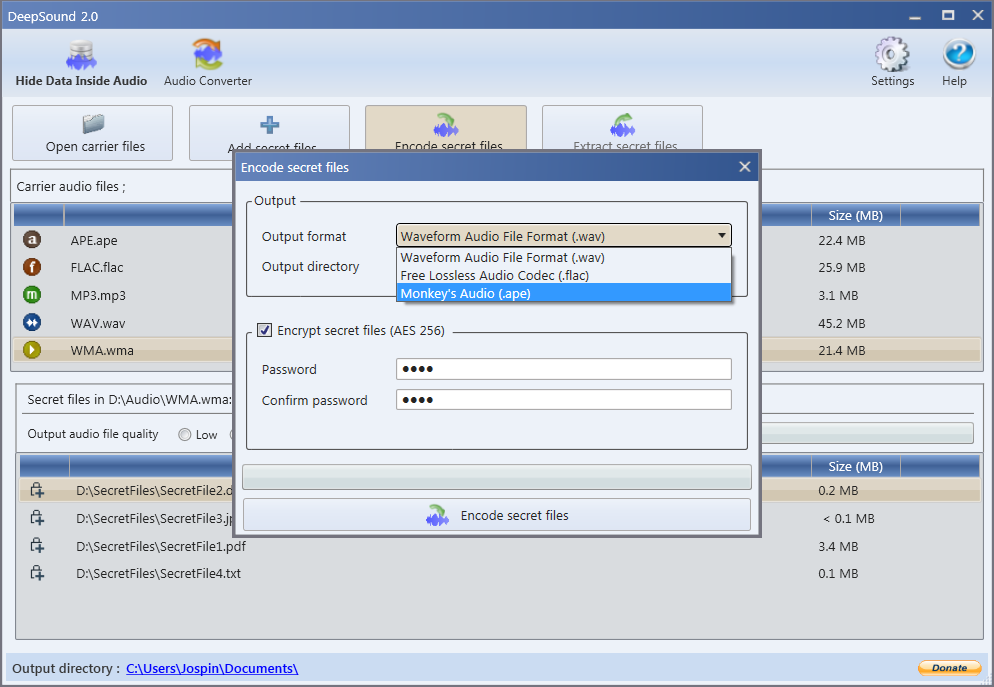 DeepSound 2.0
Hide Data Inside Audio
Audio Converter
Settings
Help
Open carrier files
Add secret files
Encode secret files
Extract secret files
Carrier audio files ;
Size (MB)
a APE.ape 22.4 MB
f FLAC.flac 25.9 MB
m MP3.mp3 3.1 MB
WAV.wav 45.2 MB
WMA.wma 21.4 MB
Encode secret files
Output
Output format Waveform Audio File Format (.wav)
Waveform Audio File Format (.wav)
Output directory
Free Lossless Audio Codec (.flac)
Monkey's Audio (.ape)
Encrypt secret files (AES 256)
Password ●●●●
Confirm password ●●●●
Encode secret files
Secret files in D:\Audio\WMA.wma:
Output audio file quality Low
Size (MB)
D:\SecretFiles\SecretFile2.d 0.2 MB
D:\SecretFiles\SecretFile3.jp < 0.1 MB
D:\SecretFiles\SecretFile1.pdf 3.4 MB
D:\SecretFiles\SecretFile4.txt 0.1 MB
Output directory : C:\Users\Jospin\Documents\
Donate